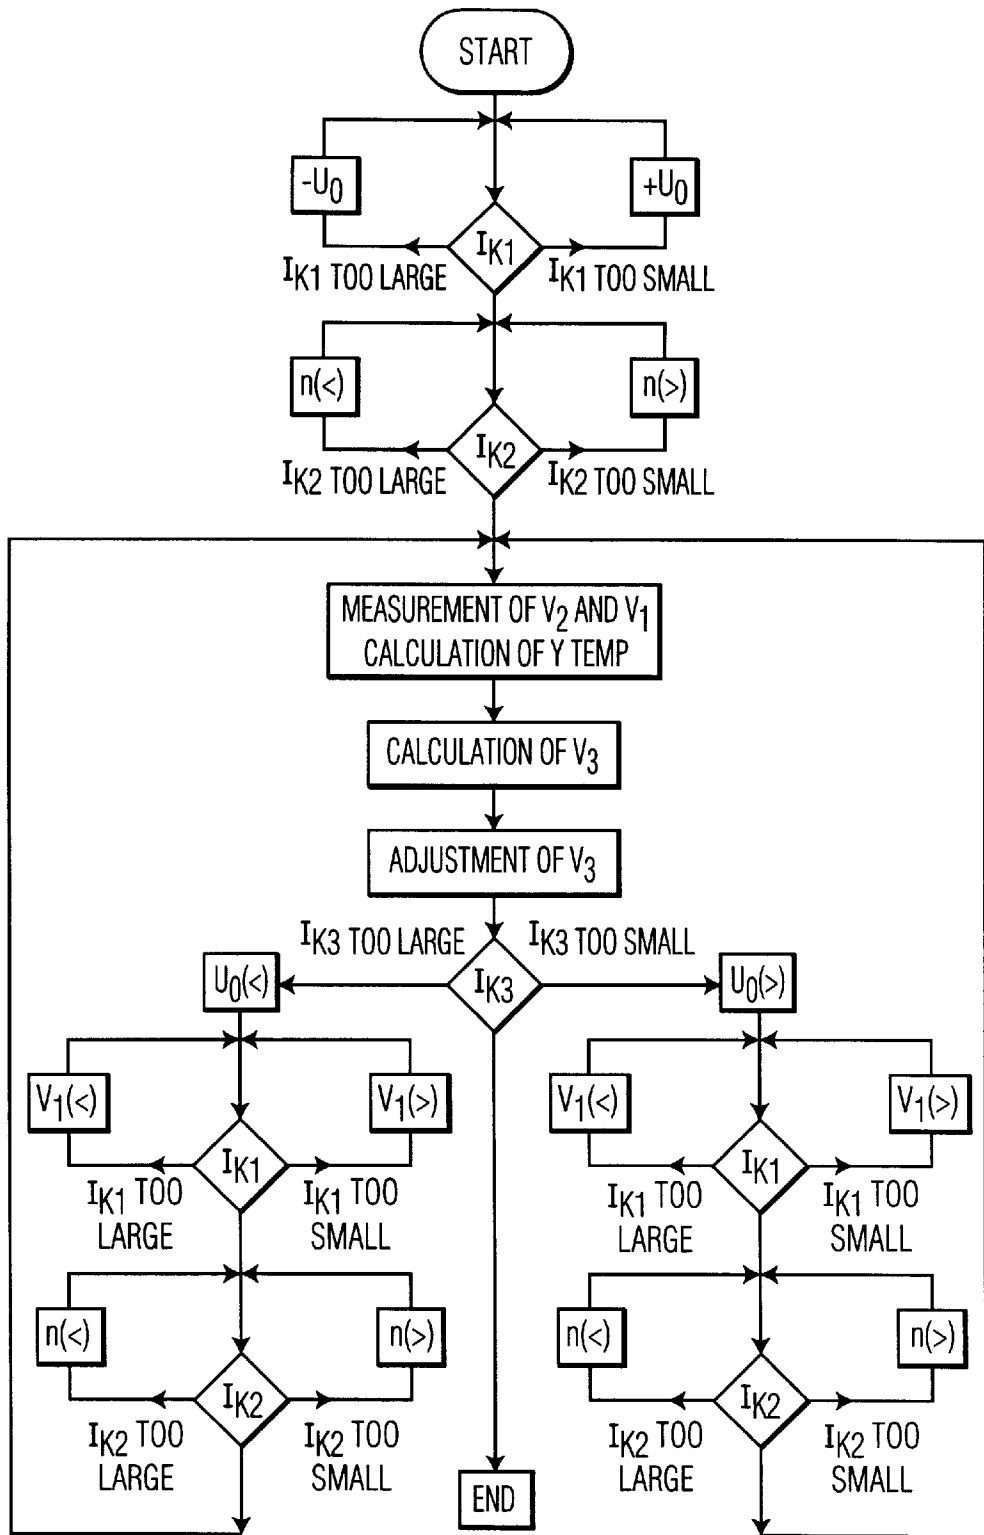 START
-U0
+U0
IK1
IK1 TOO LARGE
IK1 TOO SMALL
n(<)
n(>)
IK2
IK2 TOO LARGE
IK2 TOO SMALL
MEASUREMENT OF V2 AND V1
CALCULATION OF Y TEMP
CALCULATION OF V3
ADJUSTMENT OF V3
IK3 TOO LARGE
IK3 TOO SMALL
U0(<)
IK3
U0(>)
V1(<)
V1(>)
V1(<)
V1(>)
IK1
IK1
IK1 TOO
LARGE
IK1 TOO
SMALL
IK1 TOO
LARGE
IK1 TOO
SMALL
n(<)
n(>)
n(<)
n(>)
IK2
IK2
IK2 TOO
LARGE
IK2 TOO
SMALL
IK2 TOO
LARGE
IK2 TOO
SMALL
END